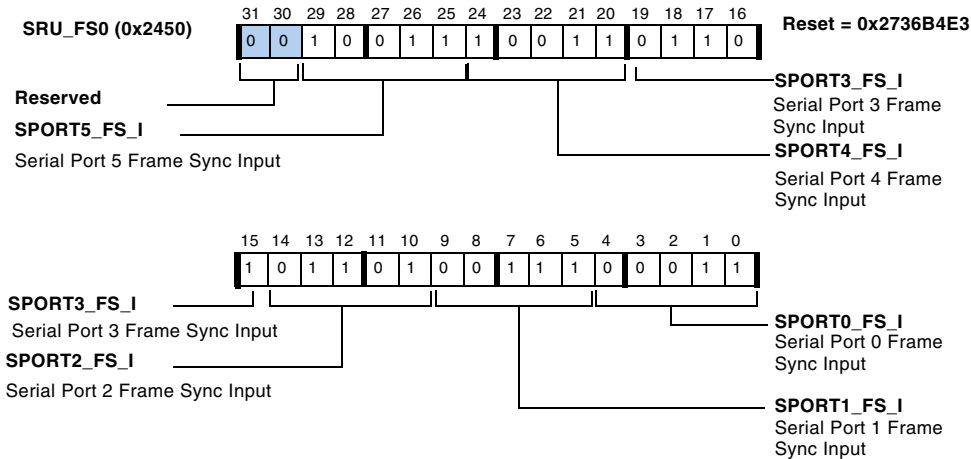 SRU_FS0 (0x2450)
31 30 29 28 27 26 25 24 23 22 21 20 19 18 17 16
Reset = 0x2736B4E3
0 0 1 0 0 1 1 1 0 0 1 1 0 1 1 0
Reserved
SPORT5_FS_I
Serial Port 5 Frame Sync Input
SPORT3_FS_I
Serial Port 3 Frame
Sync Input
SPORT4_FS_I
Serial Port 4 Frame
Sync Input
15 14 13 12 11 10 9 8 7 6 5 4 3 2 1 0
1 0 1 1 0 1 0 0 1 1 1 0 0 0 1 1
SPORT3_FS_I
Serial Port 3 Frame Sync Input
SPORT2_FS_I
Serial Port 2 Frame Sync Input
SPORT0_FS_I
Serial Port 0 Frame
Sync Input
SPORT1_FS_I
Serial Port 1 Frame
Sync Input